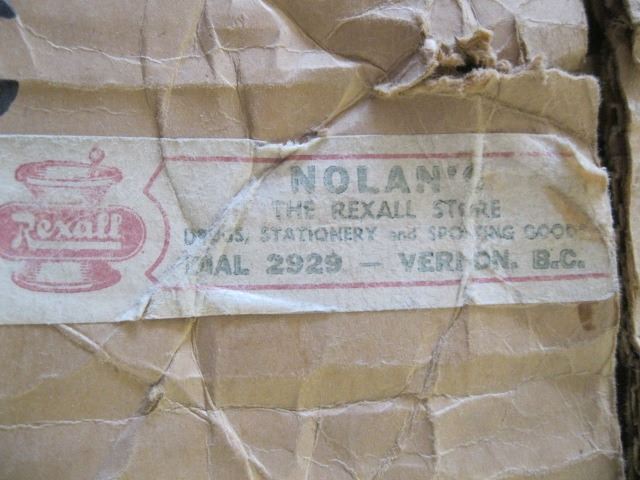 Rexall
NOLAN'S
THE REXALL STORE
DRUGS, STATIONERY and SPORTING GOODS
DIAL 2929 — VERNON, B.C.